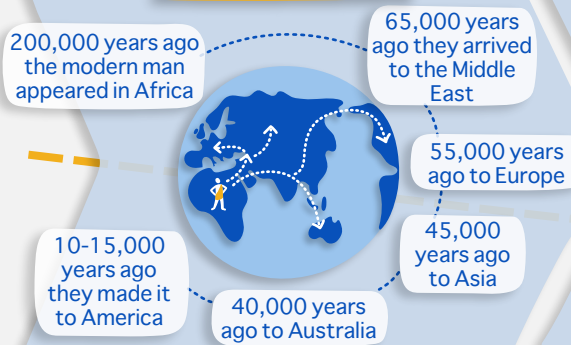 200,000 years ago
the modern man
appeared in Africa
65,000 years
ago they arrived
to the Middle
East
55,000 years
ago to Europe
45,000
years ago
to Asia
40,000 years
ago to Australia
10-15,000
years ago
they made it
to America